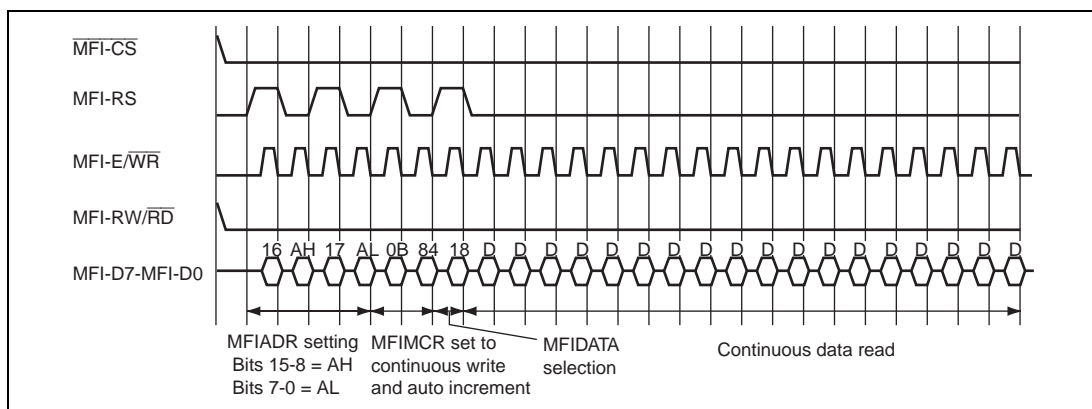 MFI-CS
MFI-RS
MFI-E/WR
MFI-RW/RD
16 AH 17 AL 0B 84 18 D D D D D D D D D D D D D D D D D D
MFI-D7-MFI-D0
MFIADR setting
Bits 15-8 = AH
Bits 7-0 = AL
MFIMCR set to
continuous write
and auto increment
MFIDATA
selection
Continuous data read